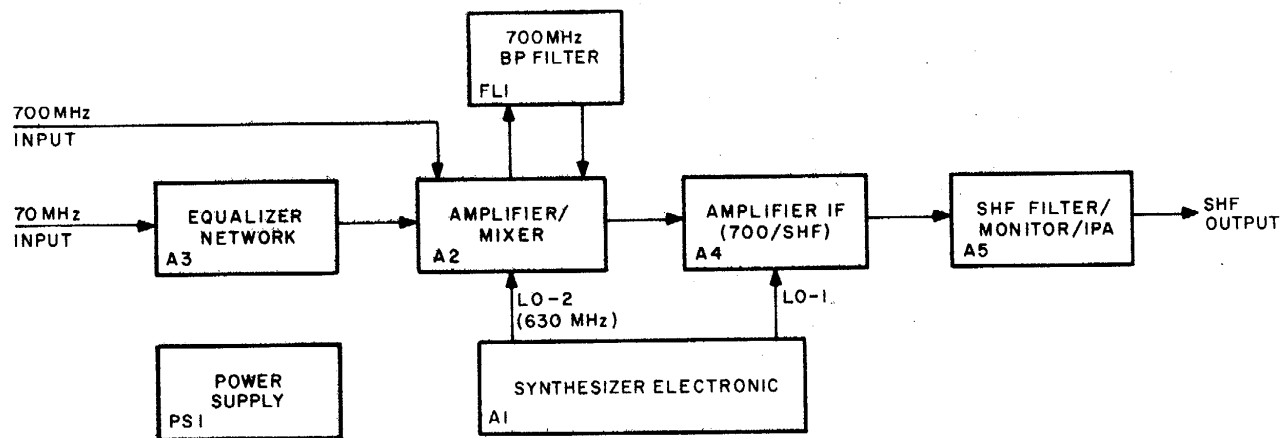 700MHz
BP FILTER
FL1
700MHz
INPUT
70MHz
INPUT
EQUALIZER
NETWORK
A3
AMPLIFIER/
MIXER
A2
AMPLIFIER IF
(700/SHF)
A4
SHF FILTER/
MONITOR/IPA
A5
SHF
OUTPUT
LO-2
(630 MHz)
LO-1
POWER
SUPPLY
PS1
SYNTHESIZER ELECTRONIC
A1